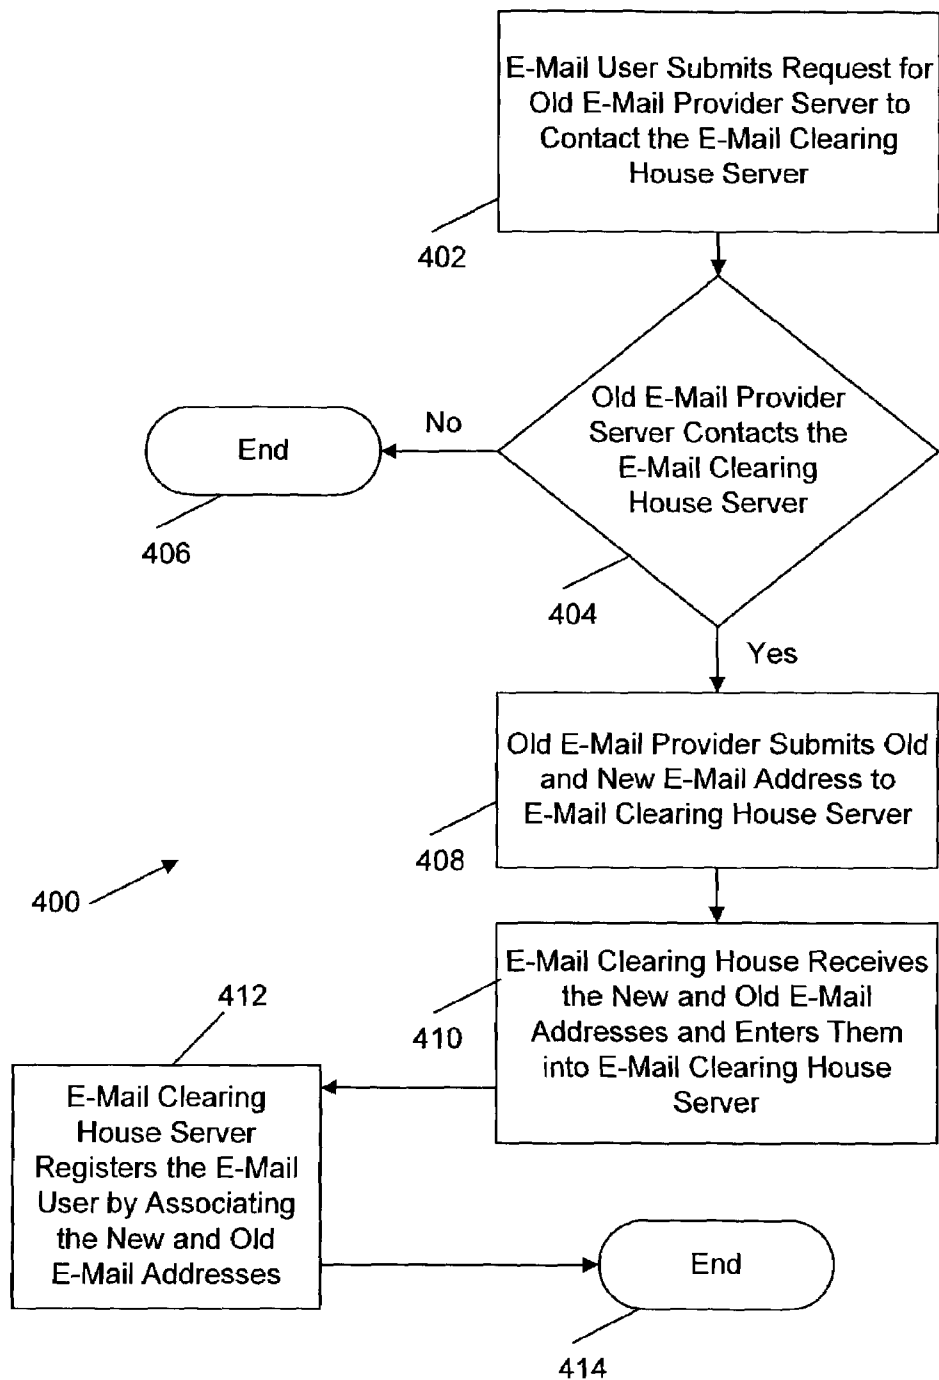 E-Mail User Submits Request for
Old E-Mail Provider Server to
Contact the E-Mail Clearing
House Server
402
Old E-Mail Provider
Server Contacts the
E-Mail Clearing
House Server
404
No
End
406
Yes
Old E-Mail Provider Submits Old
and New E-Mail Address to
E-Mail Clearing House Server
408
400
E-Mail Clearing House Receives
the New and Old E-Mail
Addresses and Enters Them
into E-Mail Clearing House
Server
410
412
E-Mail Clearing
House Server
Registers the E-Mail
User by Associating
the New and Old
E-Mail Addresses
End
414